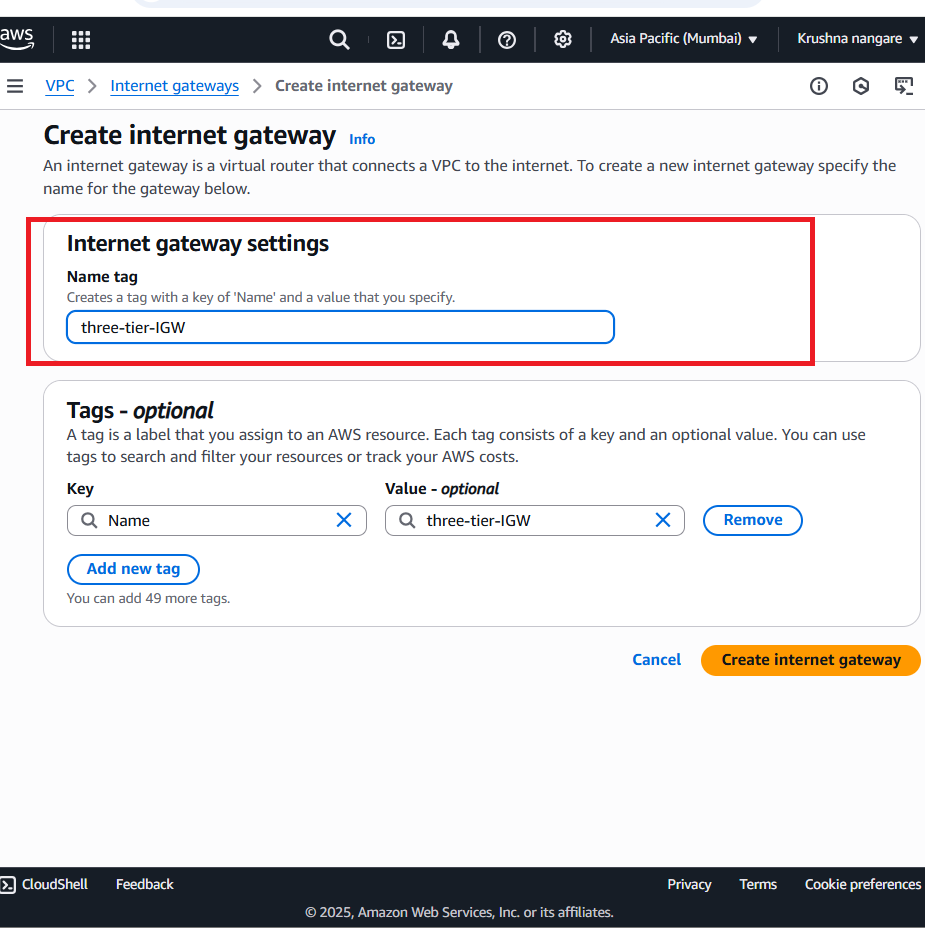 aws
Asia Pacific (Mumbai)
Krushna nangare
VPC
Internet gateways
Create internet gateway
Create internet gateway
Info
An internet gateway is a virtual router that connects a VPC to the internet. To create a new internet gateway specify the
name for the gateway below.
Internet gateway settings
Name tag
Creates a tag with a key of 'Name' and a value that you specify.
three-tier-IGW
Tags - optional
A tag is a label that you assign to an AWS resource. Each tag consists of a key and an optional value. You can use
tags to search and filter your resources or track your AWS costs.
Key
Value - optional
Name
three-tier-IGW
Remove
Add new tag
You can add 49 more tags.
Cancel
Create internet gateway
CloudShell
Feedback
Privacy
Terms
Cookie preferences
© 2025, Amazon Web Services, Inc. or its affiliates.